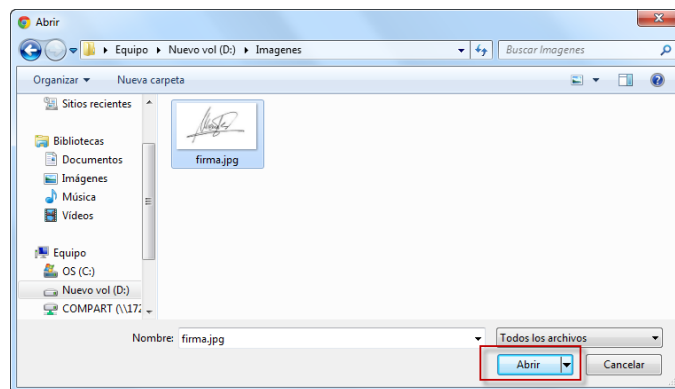 Abrir
Equipo Nuevo vol (D:) Imagenes
Buscar Imagenes
Organizar Nueva carpeta
Sitios recientes
Bibliotecas
Documentos
Imágenes
Música
Vídeos
Equipo
OS (C:)
Nuevo vol (D:)
COMPART (\\172
firma.jpg
Nombre: firma.jpg
Todos los archivos
Abrir Cancelar